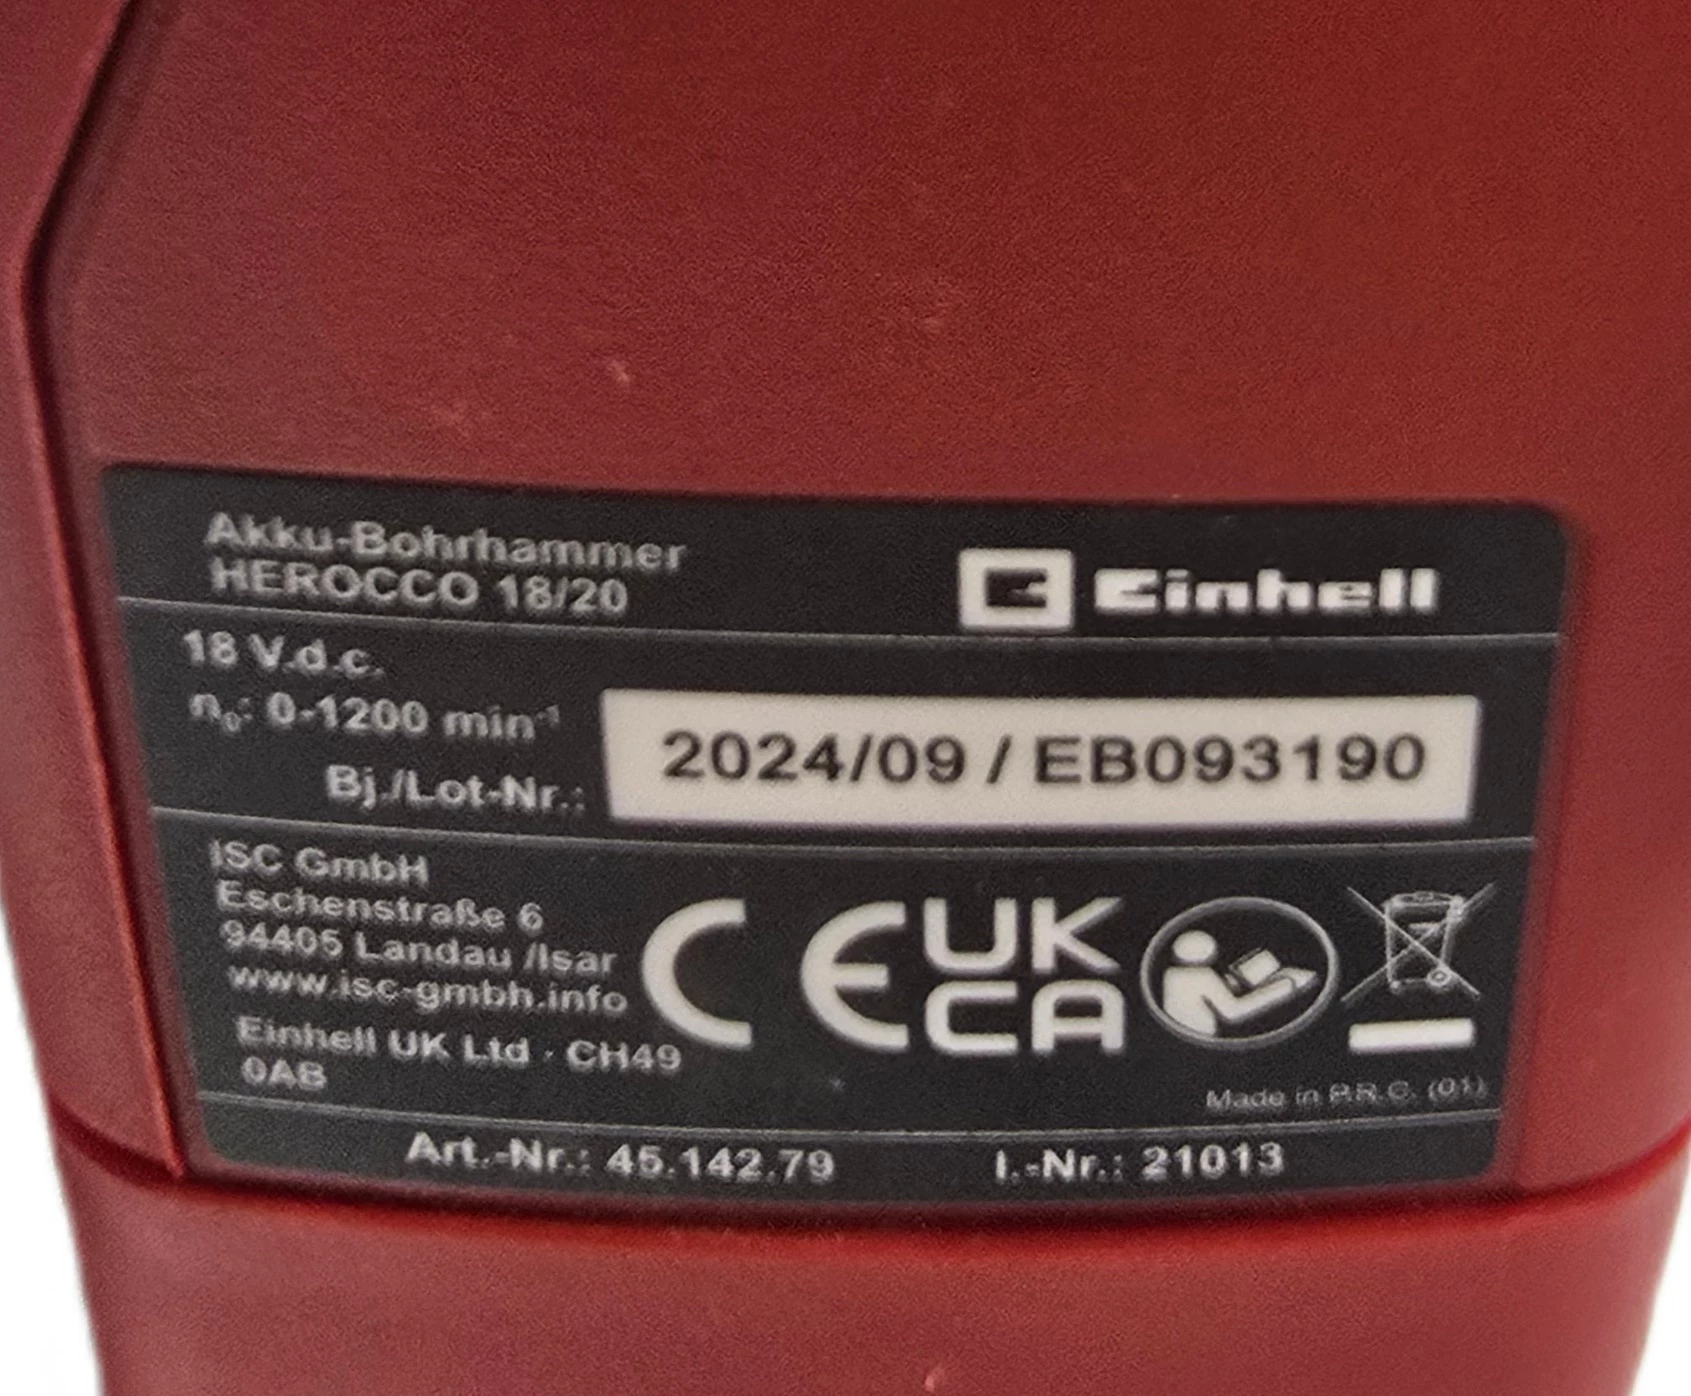 Akku-Bohrhammer
HEROCCO 18/20
Einhell
18 V.d.c.
n₀: 0-1200 min⁻¹
Bj./Lot-Nr.: 2024/09 / EB093190
ISC GmbH
Eschenstraße 6
94405 Landau /Isar
www.isc-gmbh.info
Einhell UK Ltd · CH49
0AB
CE
UK
CA
Made in P.R.C. (01)
Art.-Nr.: 45.142.79 I.-Nr.: 21013